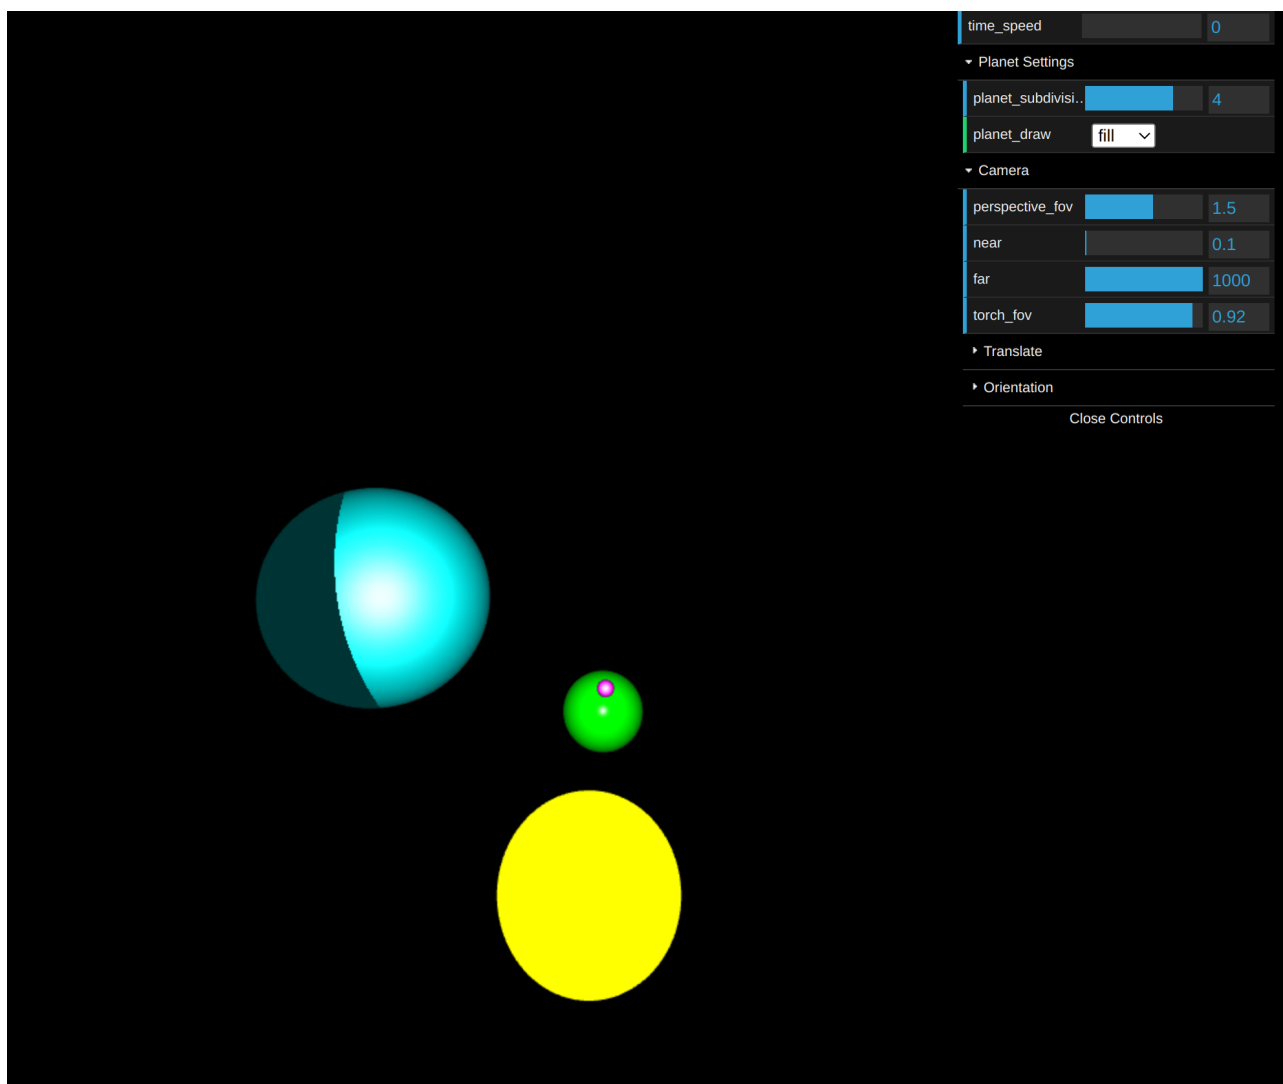 time_speed 0
Planet Settings
planet_subdivisi.. 4
planet_draw fill
Camera
perspective_fov 1.5
near 0.1
far 1000
torch_fov 0.92
Translate
Orientation
Close Controls